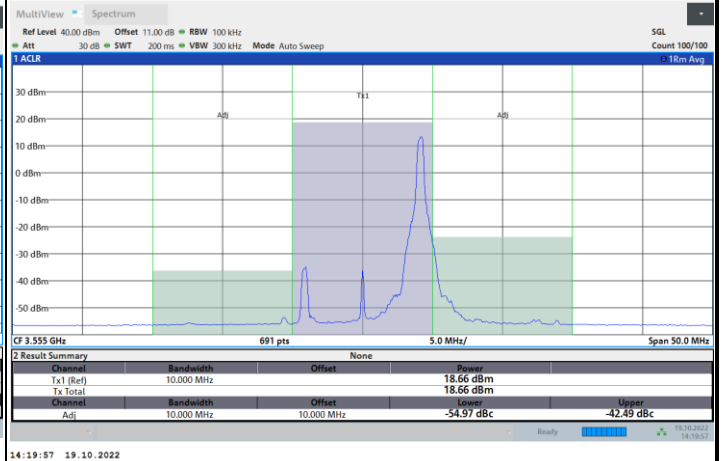 MultiView Spectrum
Ref Level 40.00 dBm Offset 11.00 dB RBW 100 kHz SGL
Att 30 dB SWT 200 ms VBW 300 kHz Mode Auto Sweep Count 100/100
1 ACLR 1Rm Avg
30 dBm
Tx1
20 dBm Adj Adj
10 dBm
0 dBm
-10 dBm
-20 dBm
-30 dBm
-40 dBm
-50 dBm
CF 3.555 GHz 691 pts 5.0 MHz/ Span 50.0 MHz
2 Result Summary None
Channel Bandwidth Offset Power
Tx1 (Ref) 10.000 MHz 18.66 dBm
Tx Total 18.66 dBm
Channel Bandwidth Offset Lower Upper
Adj 10.000 MHz 10.000 MHz -54.97 dBc -42.49 dBc
Ready 19.10.2022
14:19:57
14:19:57 19.10.2022